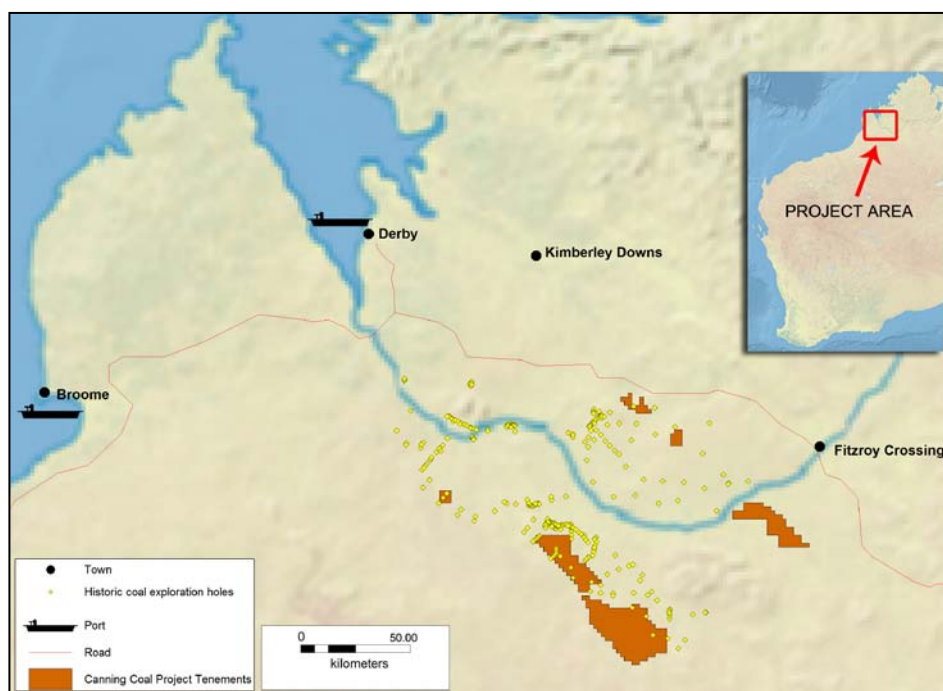 PROJECT AREA
Derby
Kimberley Downs
Broome
Fitzroy Crossing
Town
Historic coal exploration holes
Port
Road
Canning Coal Project Tenements
0 50.00
kilometers